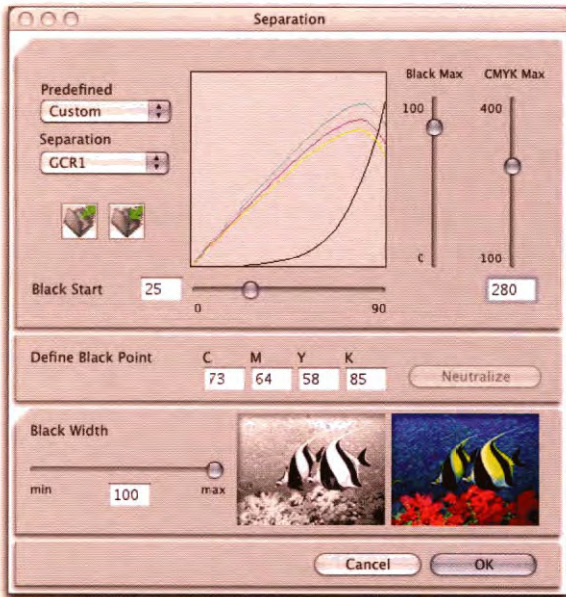 Separation
Predefined
Custom
Separation
GCR1
Black Max
CMYK Max
100
400
C
100
280
Black Start
25
0
90
Define Black Point
C
M
Y
K
73
64
58
85
Neutralize
Black Width
min
100
max
Cancel
OK